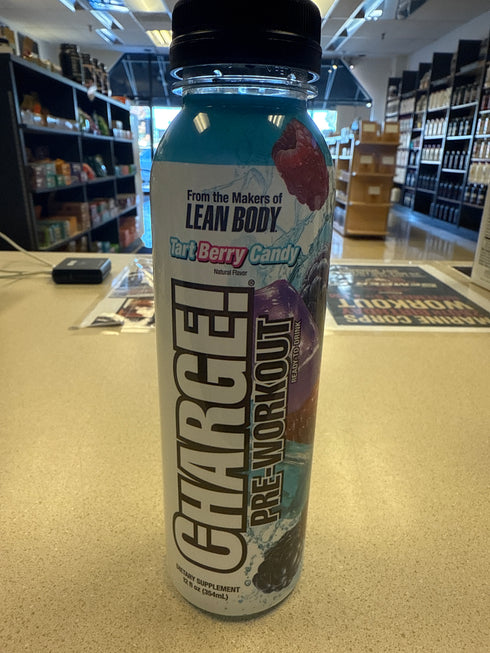 From the Makers of
LEAN BODY
Tart Berry Candy
Natural Flavor
CHARGE!®
PRE-WORKOUT
READY-TO-DRINK
DIETARY SUPPLEMENT
12 fl oz (354mL)
WORKOUT